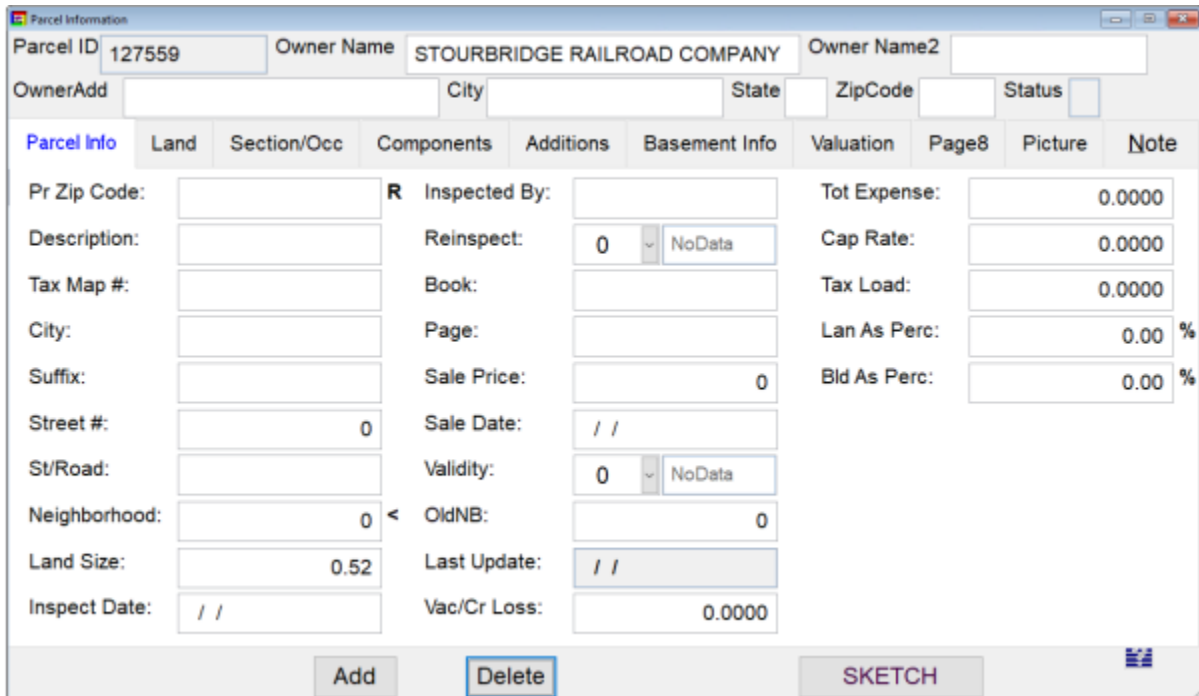 Parcel Information
Parcel ID 127559 Owner Name STOURBRIDGE RAILROAD COMPANY Owner Name2
OwnerAdd City State ZipCode Status
Parcel Info Land Section/Occ Components Additions Basement Info Valuation Page8 Picture Note
Pr Zip Code: R Inspected By: Tot Expense: 0.0000
Description: Reinspect: 0 NoData Cap Rate: 0.0000
Tax Map #: Book: Tax Load: 0.0000
City: Page: Lan As Perc: 0.00 %
Suffix: Sale Price: 0 Bld As Perc: 0.00 %
Street #: 0 Sale Date: / /
St/Road: Validity: 0 NoData
Neighborhood: 0 < OldNB: 0
Land Size: 0.52 Last Update: / /
Inspect Date: / / Vac/Cr Loss: 0.0000
Add Delete SKETCH